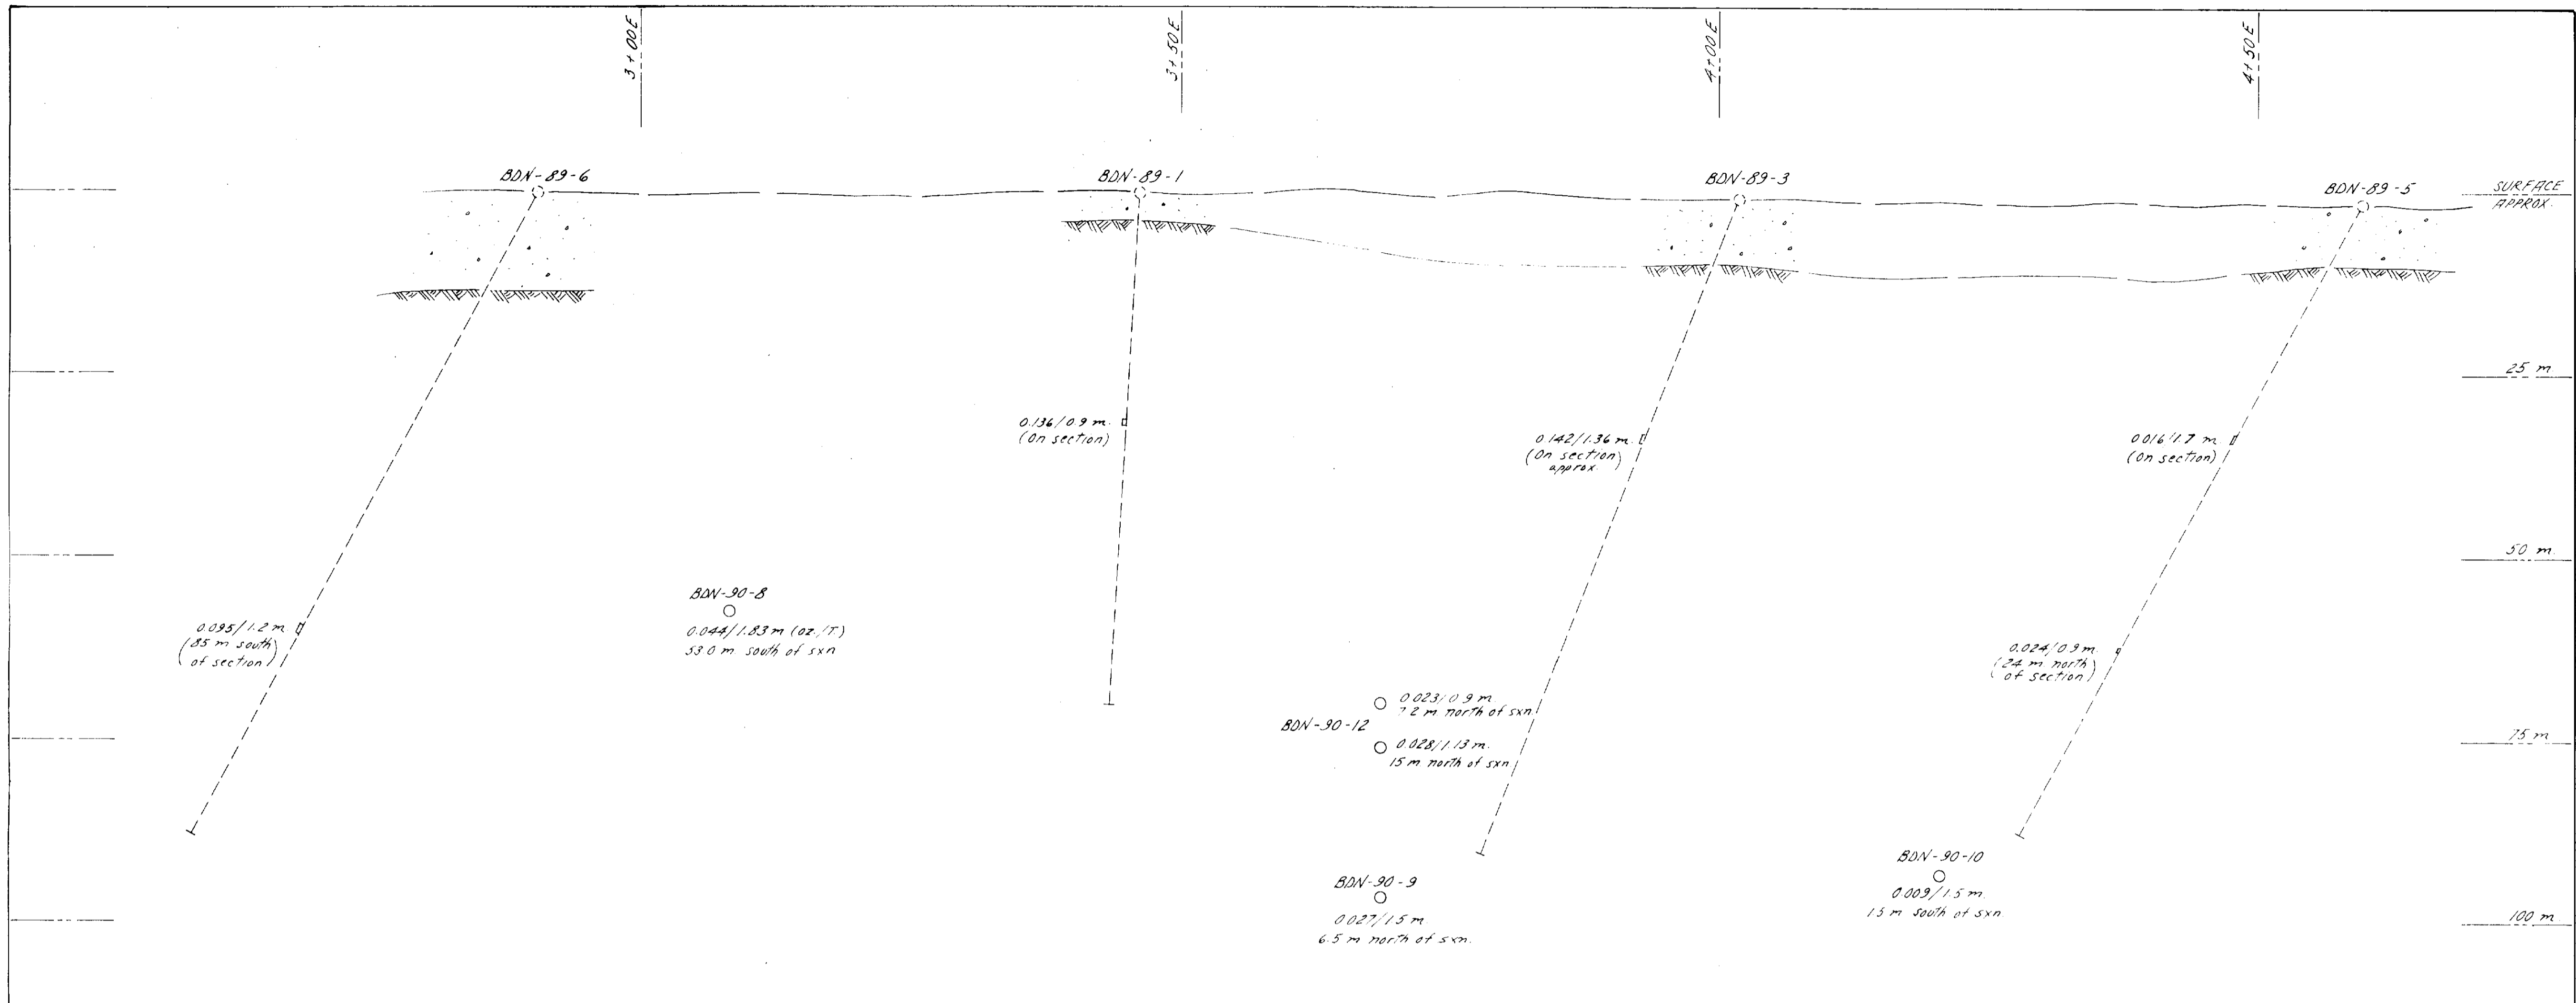 3+00E
3+50E
4+00E
4+50E
BDN-89-6
BDN-89-1
BDN-89-3
BDN-89-5
SURFACE
APPROX.
25 m
0.136/0.9 m.
(On section)
0.142/1.36 m.
(On section)
approx.
0.016/1.7 m
(On section)
50 m.
BDN-90-8
0.044/1.83 m (oz./T.)
53.0 m. south of sxn
0.095/1.2 m
(85 m south
of section)
0.024/0.9 m.
(24 m. north
of section)
0.023/0.9 m
7.2 m north of sxn.
BDN-90-12
0.028/1.13 m.
15 m north of sxn
75 m
BDN-90-9
0.027/1.5 m.
6.5 m north of sxn.
BDN-90-10
0.009/1.5 m.
15 m south of sxn.
100 m